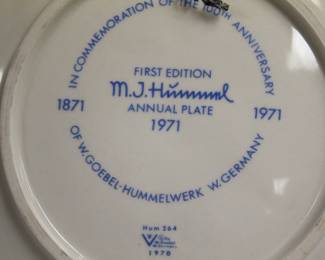 IN COMMEMORATION OF THE 100TH ANNIVERSARY
FIRST EDITION
M.J. Hummel
1871
ANNUAL PLATE
1971
1971
OF W. GOEBEL·HUMMELWERK W. GERMANY
Hum 264
1970